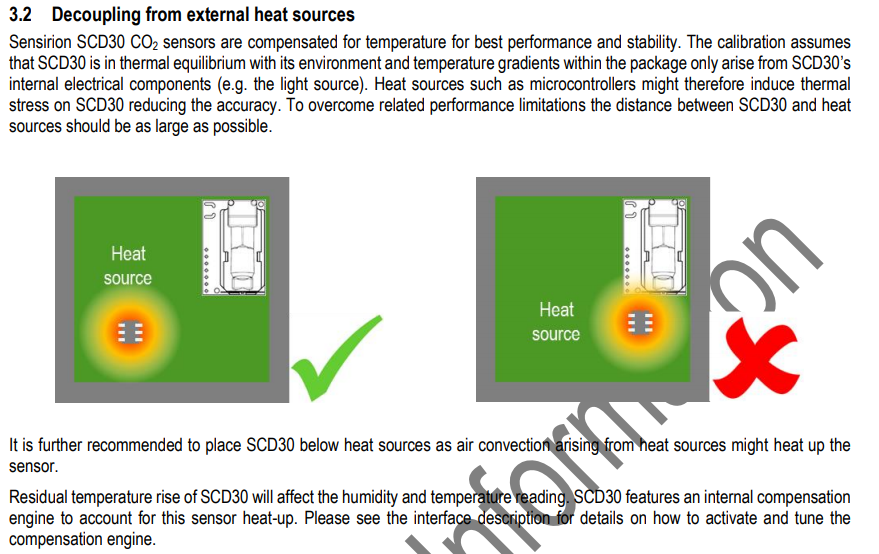 3.2 Decoupling from external heat sources
Sensirion SCD30 CO₂ sensors are compensated for temperature for best performance and stability. The calibration assumes
that SCD30 is in thermal equilibrium with its environment and temperature gradients within the package only arise from SCD30's
internal electrical components (e.g. the light source). Heat sources such as microcontrollers might therefore induce thermal
stress on SCD30 reducing the accuracy. To overcome related performance limitations the distance between SCD30 and heat
sources should be as large as possible.
Heat
source
Heat
source
It is further recommended to place SCD30 below heat sources as air convection arising from heat sources might heat up the
sensor.
Residual temperature rise of SCD30 will affect the humidity and temperature reading. SCD30 features an internal compensation
engine to account for this sensor heat-up. Please see the interface description for details on how to activate and tune the
compensation engine.